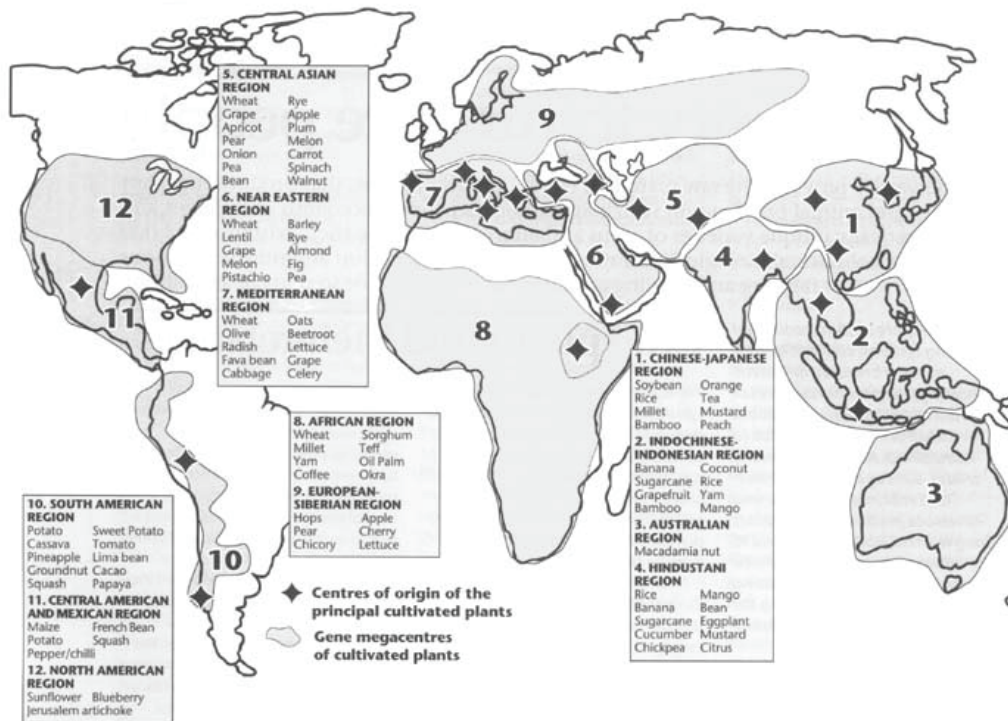 5. CENTRAL ASIAN
REGION
Wheat Rye
Grape Apple
Apricot Plum
Pear Melon
Onion Carrot
Pea Spinach
Bean Walnut
6. NEAR EASTERN
REGION
Wheat Barley
Lentil Rye
Grape Almond
Melon Fig
Pistachio Pea
7. MEDITERRANEAN
REGION
Wheat Oats
Olive Beetroot
Radish Lettuce
Fava bean Grape
Cabbage Celery
9
12
7
5
1
6
4
11
8
2
3
10
8. AFRICAN REGION
Wheat Sorghum
Millet Teff
Yam Oil Palm
Coffee Okra
9. EUROPEAN-
SIBERIAN REGION
Hops Apple
Pear Cherry
Chicory Lettuce
1. CHINESE-JAPANESE
REGION
Soybean Orange
Rice Tea
Millet Mustard
Bamboo Peach
2. INDOCHINESE-
INDONESIAN REGION
Banana Coconut
Sugarcane Rice
Grapefruit Yam
Bamboo Mango
3. AUSTRALIAN
REGION
Macadamia nut
4. HINDUSTANI
REGION
Rice Mango
Banana Bean
Sugarcane Eggplant
Cucumber Mustard
Chickpea Citrus
10. SOUTH AMERICAN
REGION
Potato Sweet Potato
Cassava Tomato
Pineapple Lima bean
Groundnut Cacao
Squash Papaya
11. CENTRAL AMERICAN
AND MEXICAN REGION
Maize French Bean
Potato Squash
Pepper/chilli
12. NORTH AMERICAN
REGION
Sunflower Blueberry
Jerusalem artichoke
Centres of origin of the
principal cultivated plants
Gene megacentres
of cultivated plants